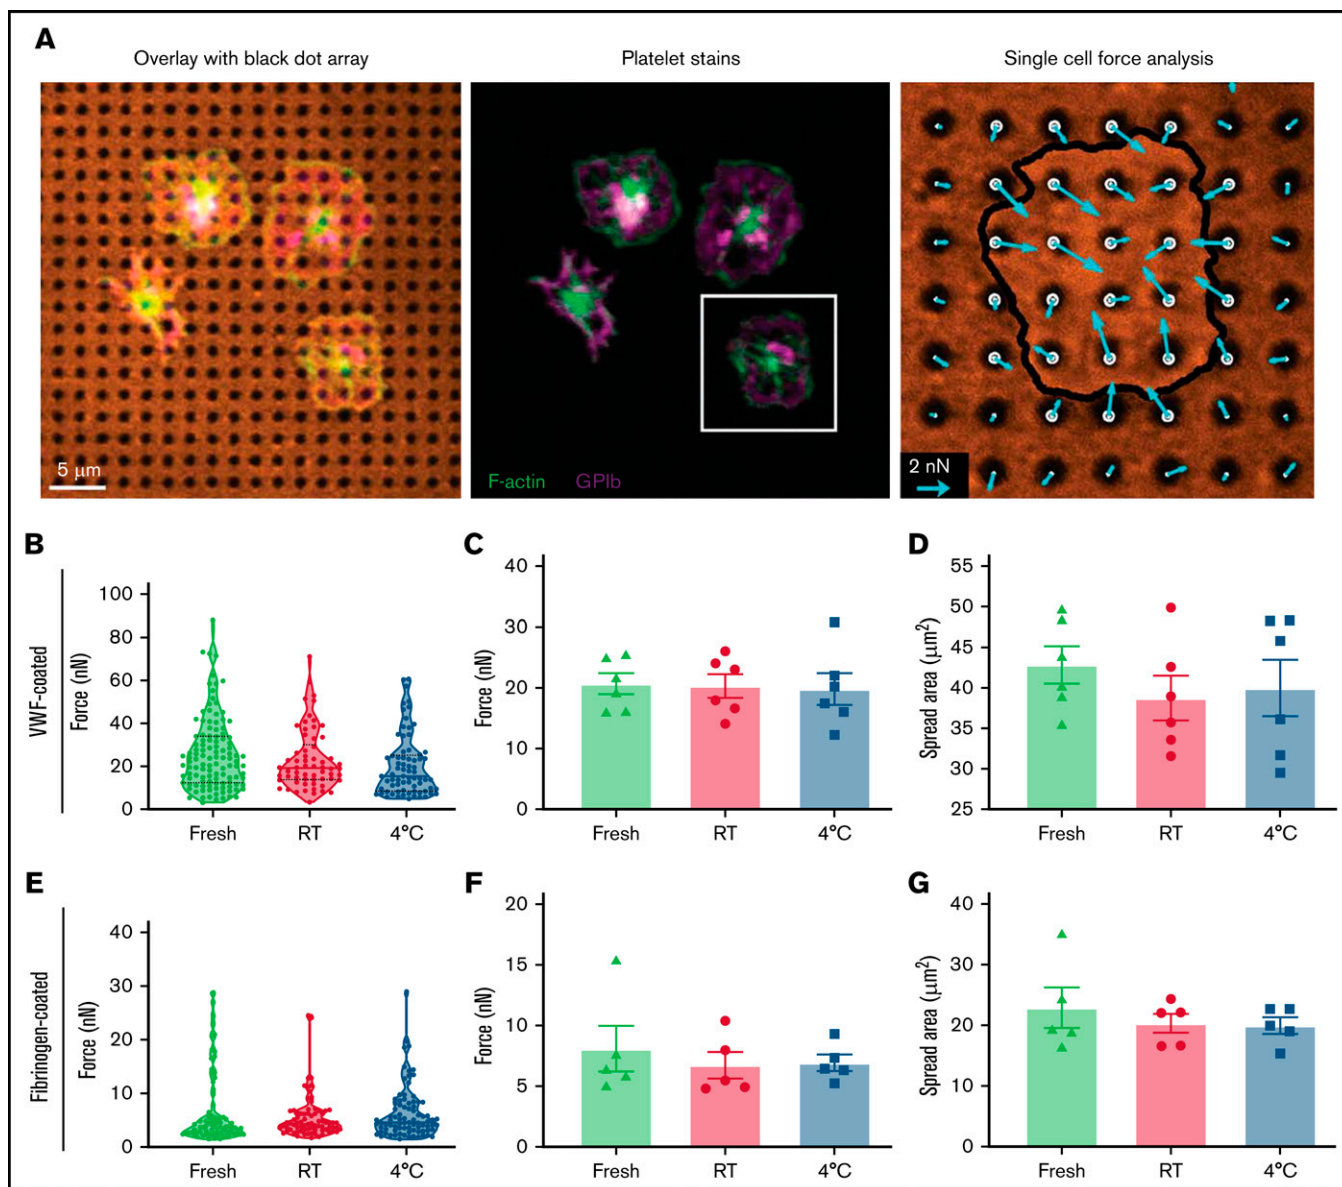 A
Overlay with black dot array
Platelet stains
Single cell force analysis
5 μm
F-actin
GPIb
2 nN
B
C
D
VWF-coated
Force (nN)
100
80
60
40
20
0
Fresh
RT
4°C
Force (nN)
40
30
20
10
0
Fresh
RT
4°C
Spread area (μm²)
55
50
45
40
35
30
25
Fresh
RT
4°C
E
F
G
Fibrinogen-coated
Force (nN)
40
30
20
10
0
Fresh
RT
4°C
Force (nN)
20
15
10
5
0
Fresh
RT
4°C
Spread area (μm²)
40
30
20
10
0
Fresh
RT
4°C